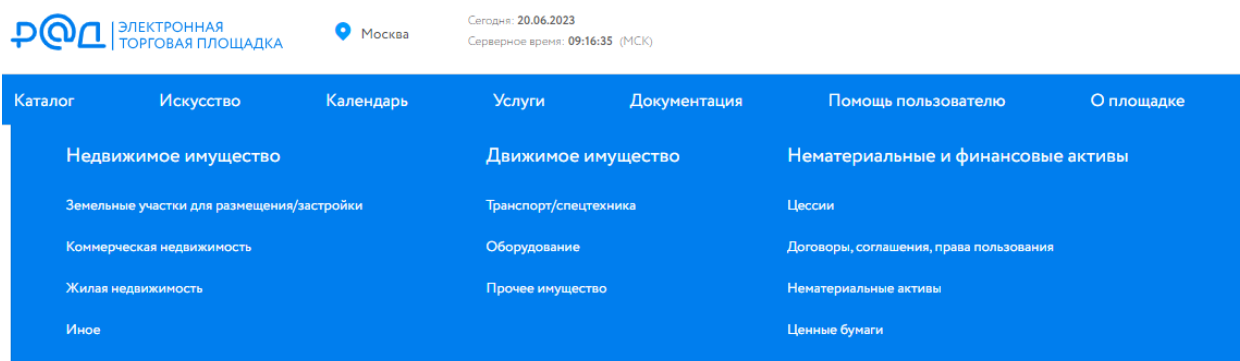 РАД ЭЛЕКТРОННАЯ
ТОРГОВАЯ ПЛОЩАДКА
Москва
Сегодня: 20.06.2023
Серверное время: 09:16:35 (МСК)
Каталог Искусство Календарь Услуги Документация Помощь пользователю О площадке
Недвижимое имущество
Земельные участки для размещения/застройки
Коммерческая недвижимость
Жилая недвижимость
Иное
Движимое имущество
Транспорт/спецтехника
Оборудование
Прочее имущество
Нематериальные и финансовые активы
Цессии
Договоры, соглашения, права пользования
Нематериальные активы
Ценные бумаги